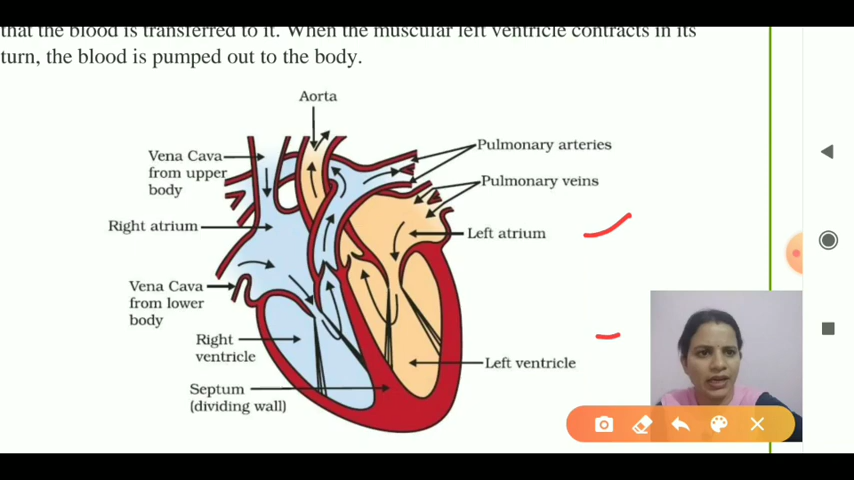 that the blood is transferred to it. When the muscular left ventricle contracts in its
turn, the blood is pumped out to the body.
Aorta
Vena Cava
from upper
body
Pulmonary arteries
Pulmonary veins
Right atrium
Left atrium
Vena Cava
from lower
body
Right
ventricle
Left ventricle
Septum
(dividing wall)